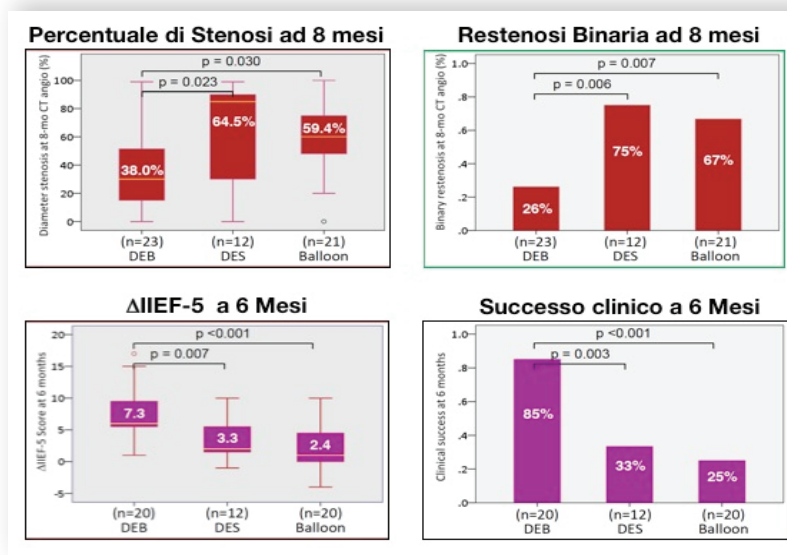 Percentuale di Stenosi ad 8 mesi
Diameter stenosis at 8-mo CT angio (%)
100
80
60
40
20
0
p = 0.030
p = 0.023
38.0%
64.5%
59.4%
(n=23) (n=12) (n=21)
DEB DES Balloon
Restenosi Binaria ad 8 mesi
Binary restenosis at 8-mo CT angio (%)
1.0
.8
.6
.4
.2
.0
p = 0.007
p = 0.006
26%
75%
67%
(n=23) (n=12) (n=21)
DEB DES Balloon
ΔIIEF-5 a 6 Mesi
ΔIIEF-5 Score at 6 months
20
15
10
5
0
-5
p <0.001
p = 0.007
7.3
3.3
2.4
(n=20) (n=12) (n=20)
DEB DES Balloon
Successo clinico a 6 Mesi
Clinical success at 6 months
1.0
.8
.6
.4
.2
.0
p <0.001
p = 0.003
85%
33%
25%
(n=20) (n=12) (n=20)
DEB DES Balloon